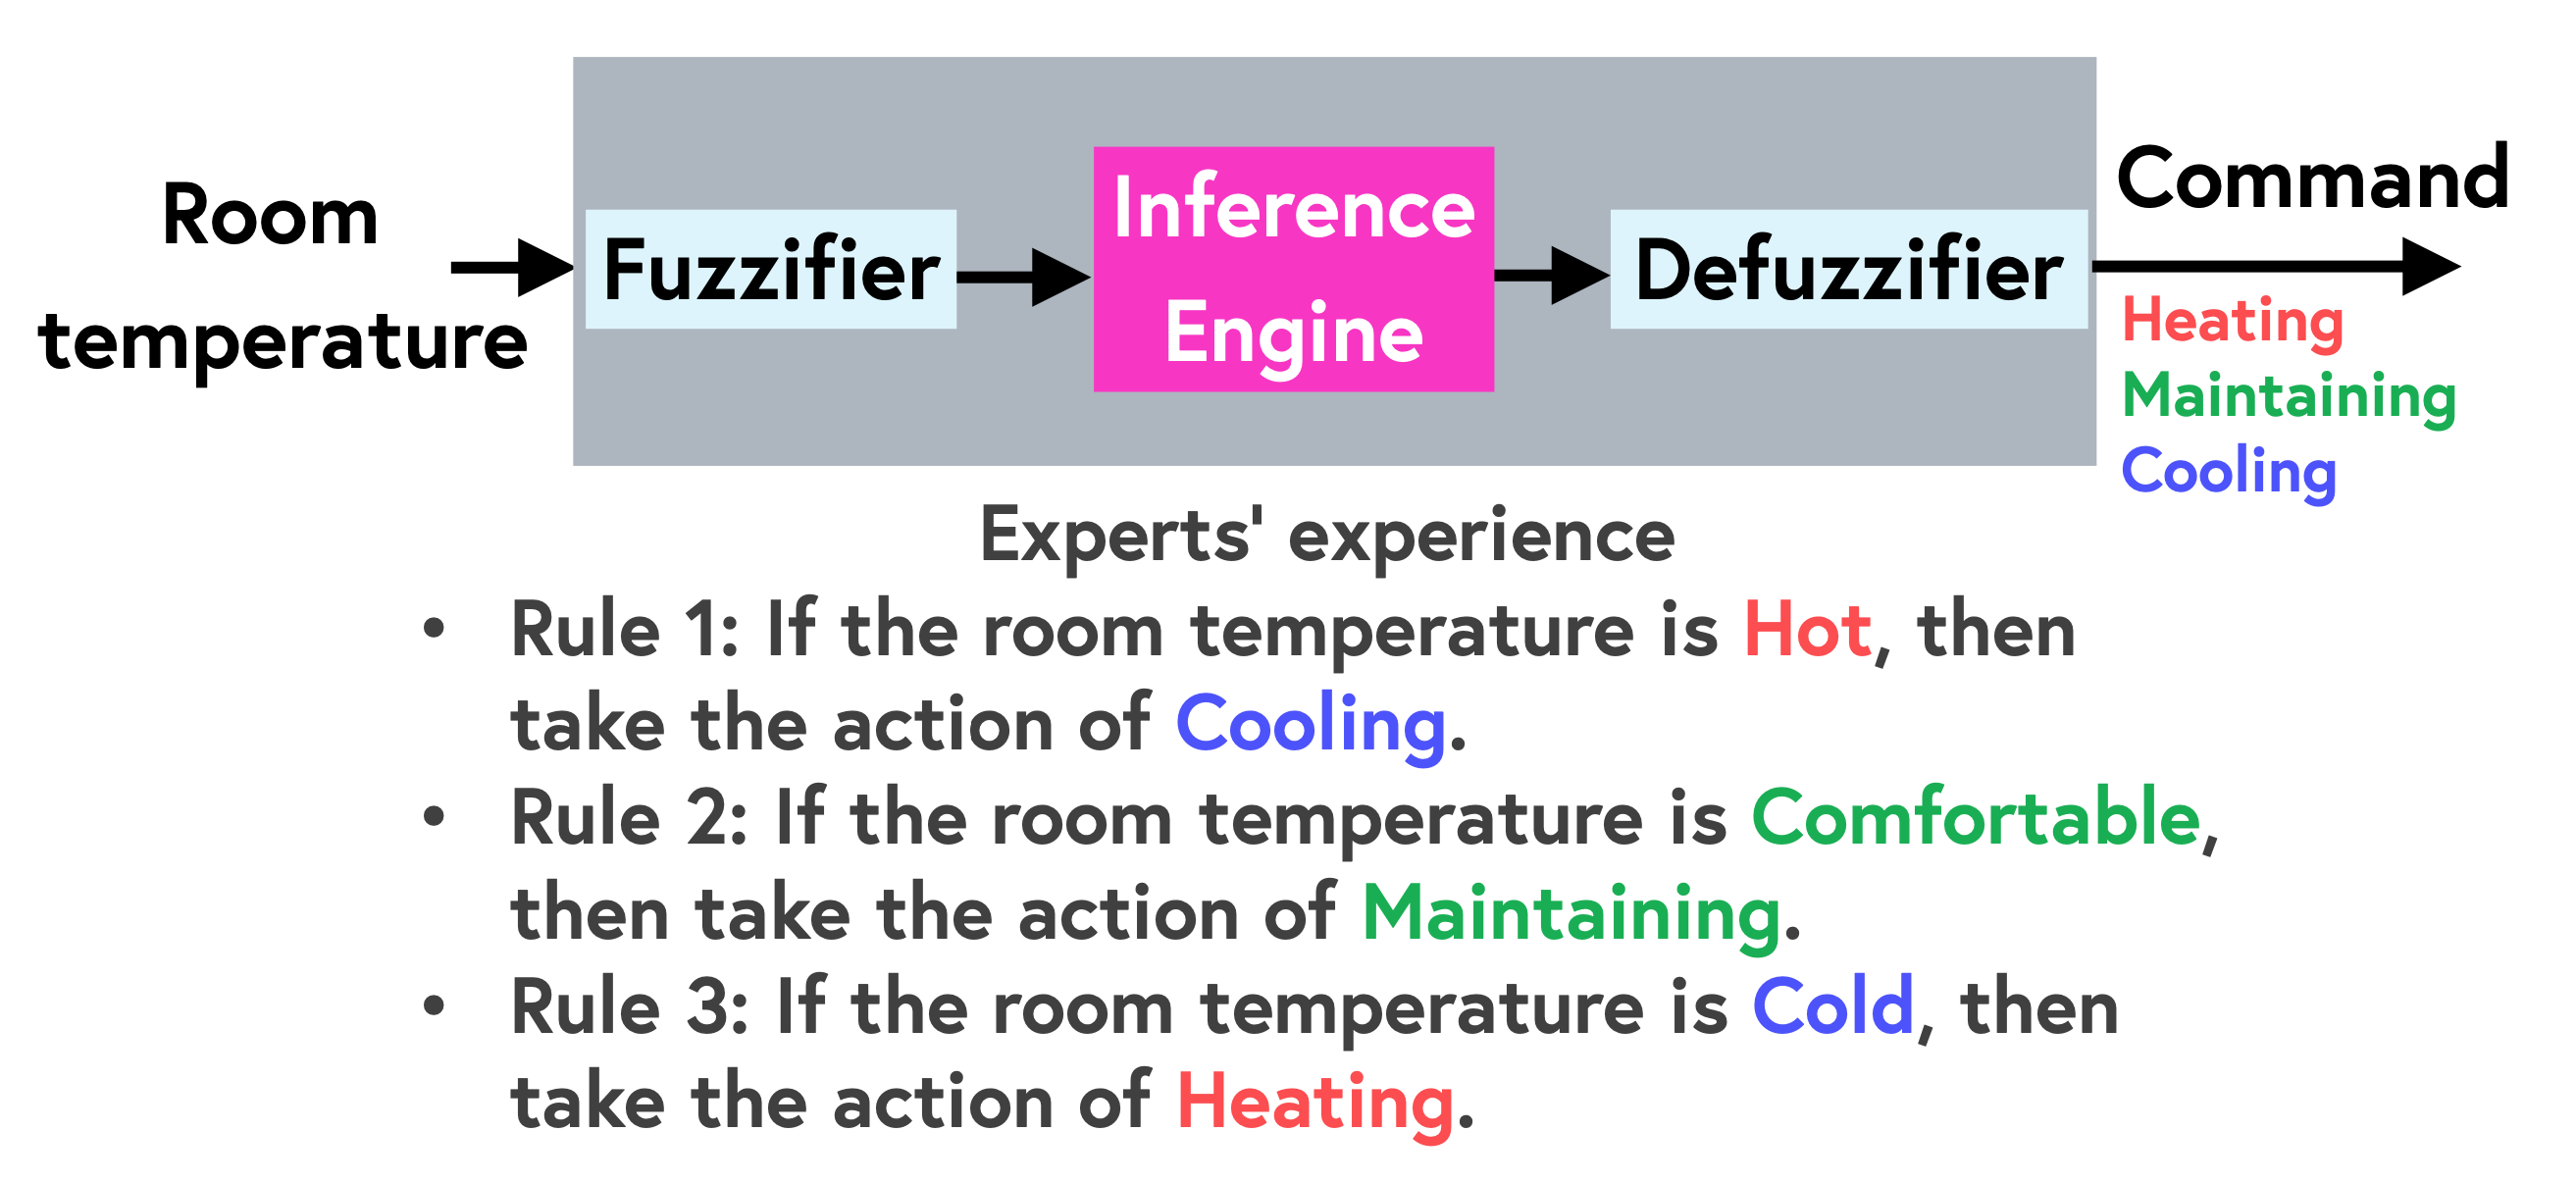 Room
temperature
Fuzzifier
Inference
Engine
Defuzzifier
Command
Heating
Maintaining
Cooling
Experts' experience
• Rule 1: If the room temperature is Hot, then
take the action of Cooling.
• Rule 2: If the room temperature is Comfortable,
then take the action of Maintaining.
• Rule 3: If the room temperature is Cold, then
take the action of Heating.